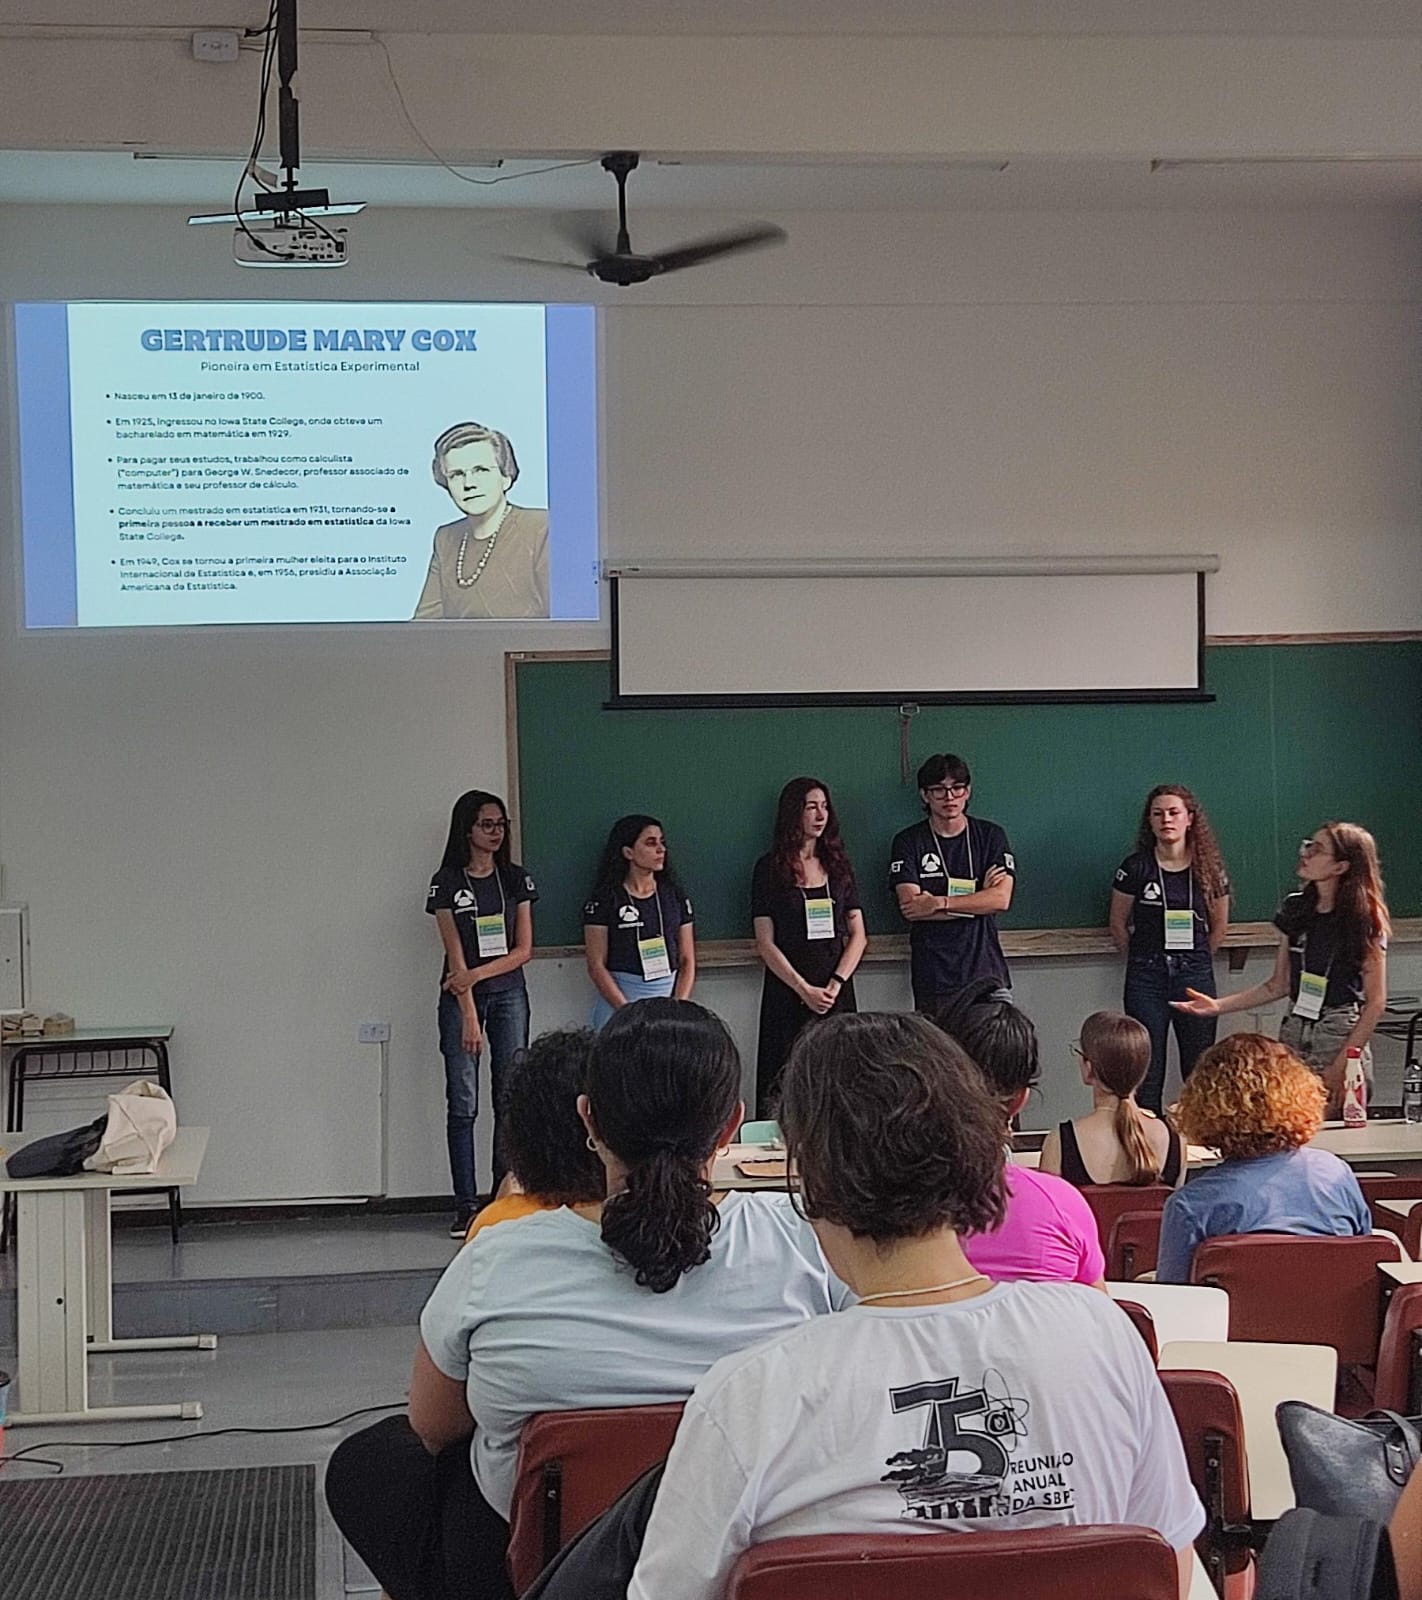 GERTRUDE MARY COX
Pioneira em Estatística Experimental
• Nasceu em 13 de janeiro de 1900.
• Em 1925, ingressou no Iowa State College, onde obteve um
bacharelado em matemática em 1929.
• Para pagar seus estudos, trabalhou como calculista
("computer") para George W. Snedecor, professor associado de
matemática e seu professor de cálculo.
• Concluiu um mestrado em estatística em 1931, tornando-se a
primeira pessoa a receber um mestrado em estatística da Iowa
State College.
• Em 1949, Cox se tornou a primeira mulher eleita para o Instituto
Internacional de Estatística e, em 1956, presidiu a Associação
Americana de Estatística.
75ª
REUNIÃO
ANUAL
DA